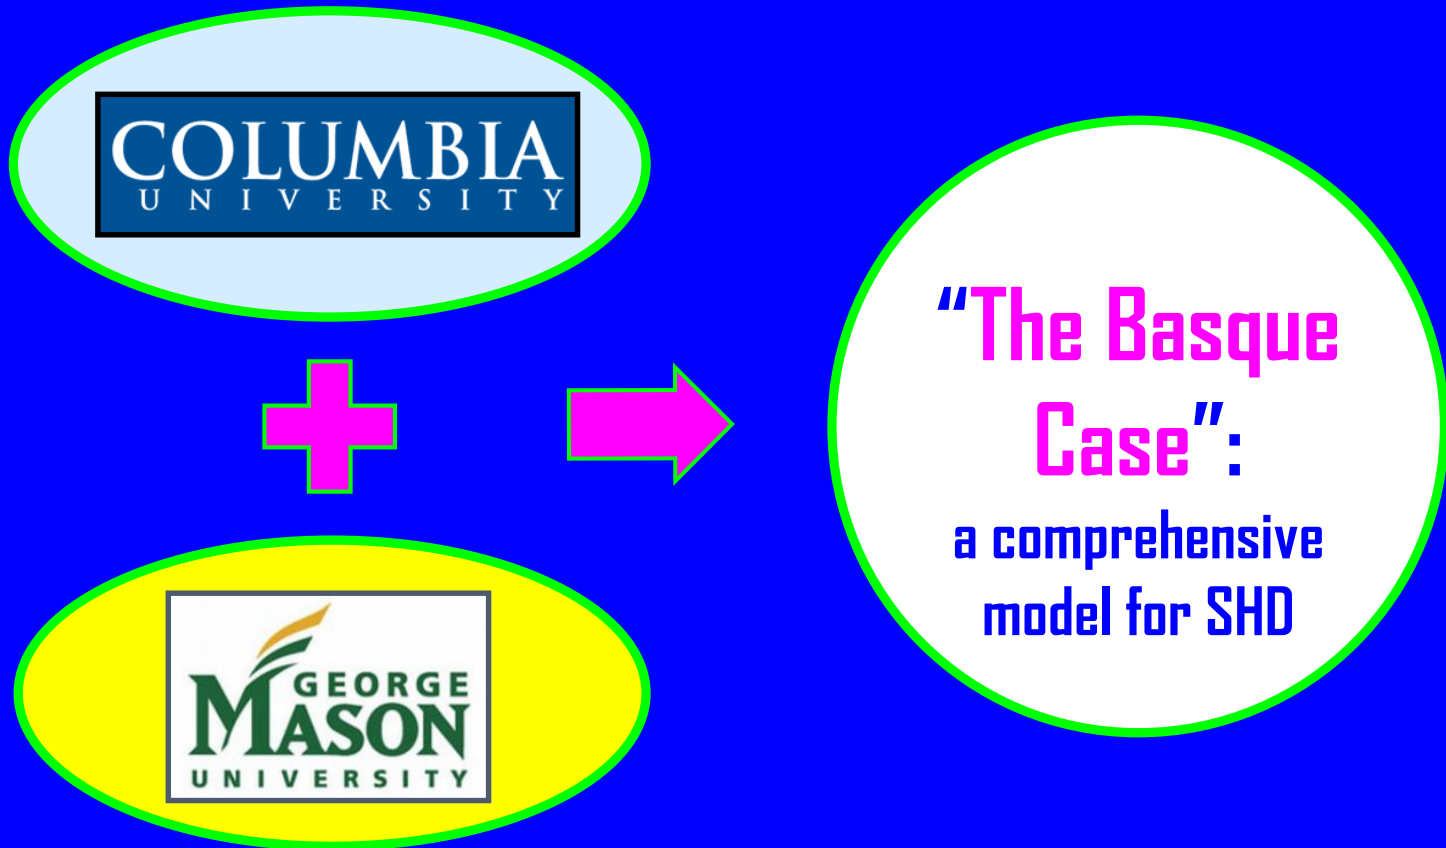 COLUMBIA
UNIVERSITY
GEORGE
MASON
UNIVERSITY
“The Basque
Case”:
a comprehensive
model for SHD